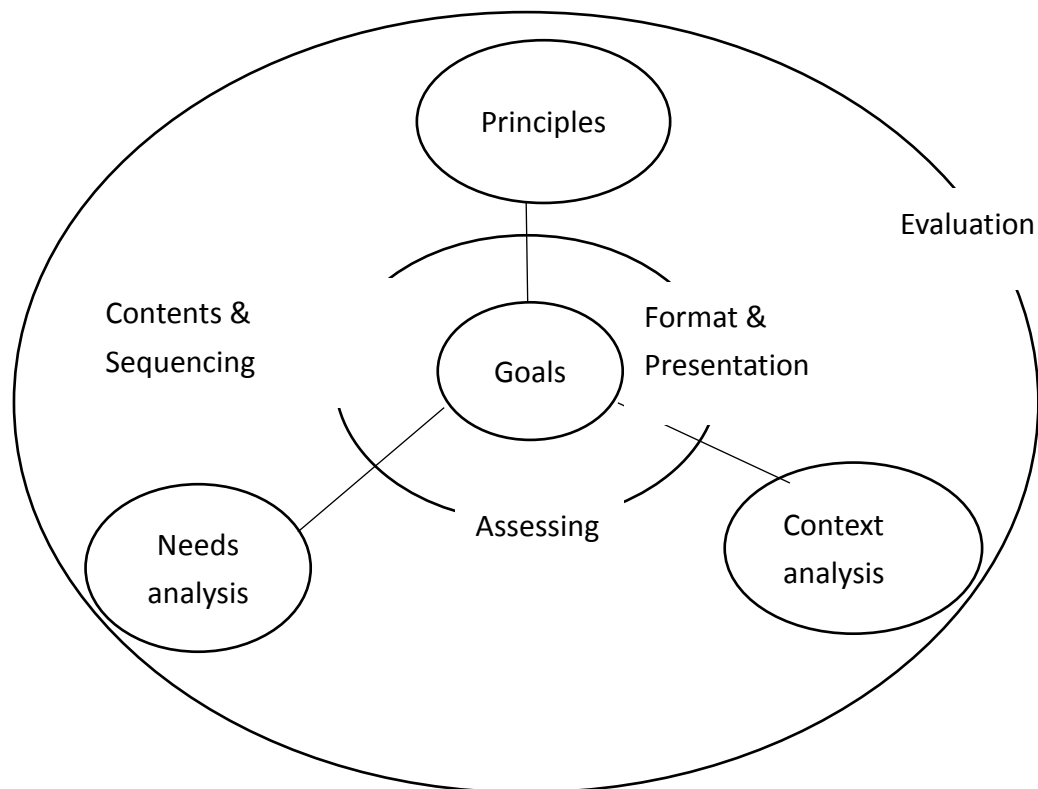 Principles
Evaluation
Contents &
Sequencing
Format &
Presentation
Goals
Assessing
Needs
analysis
Context
analysis